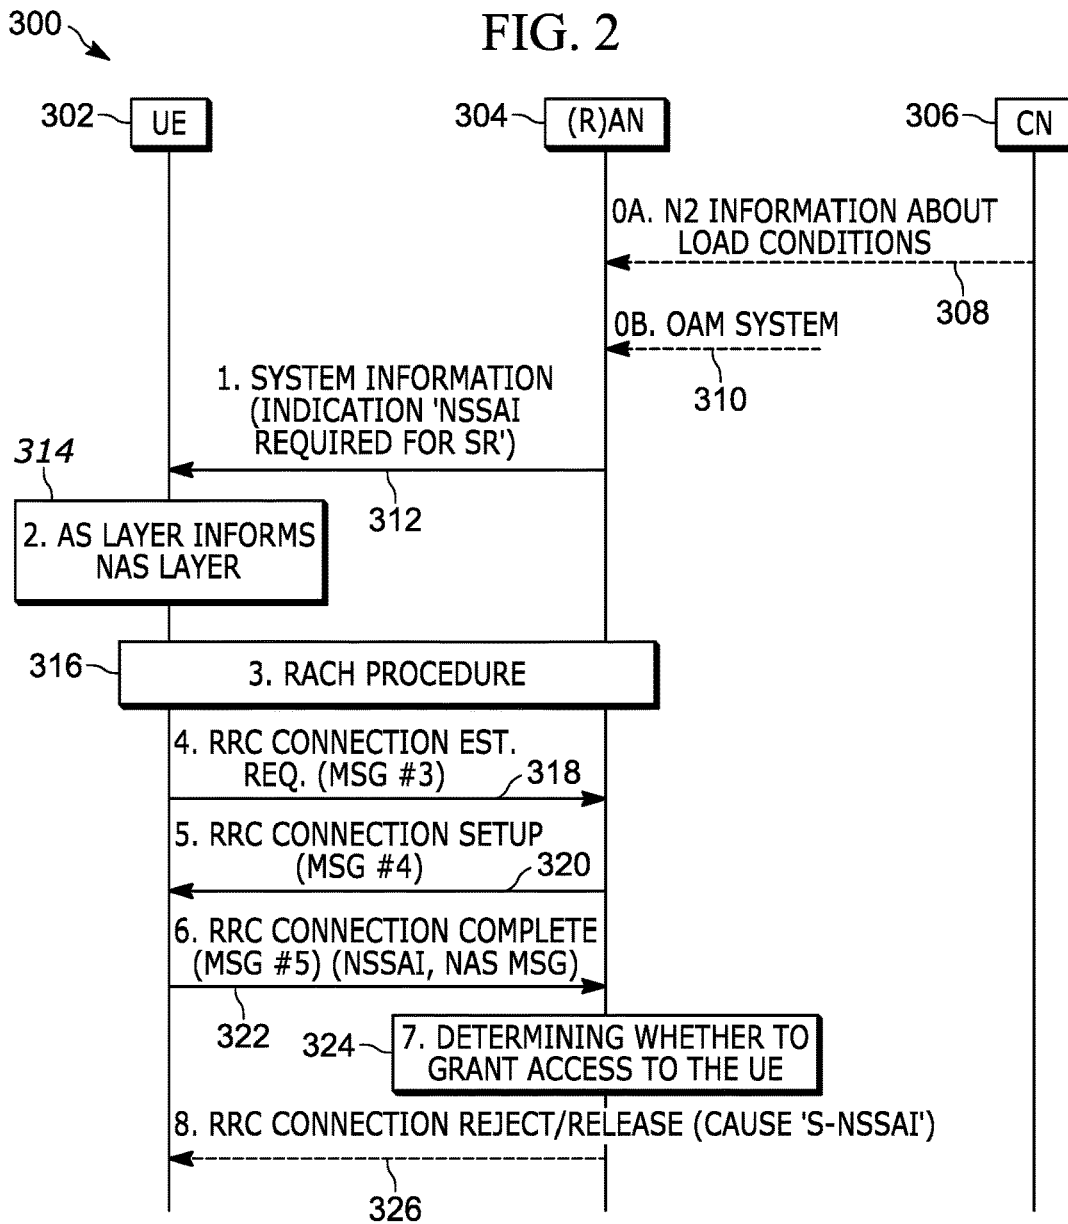 300
FIG. 2
302
UE
304
(R)AN
306
CN
0A. N2 INFORMATION ABOUT
LOAD CONDITIONS
308
0B. OAM SYSTEM
310
1. SYSTEM INFORMATION
(INDICATION 'NSSAI
REQUIRED FOR SR')
312
314
2. AS LAYER INFORMS
NAS LAYER
316
3. RACH PROCEDURE
4. RRC CONNECTION EST.
REQ. (MSG #3)
318
5. RRC CONNECTION SETUP
(MSG #4)
320
6. RRC CONNECTION COMPLETE
(MSG #5) (NSSAI, NAS MSG)
322
324
7. DETERMINING WHETHER TO
GRANT ACCESS TO THE UE
8. RRC CONNECTION REJECT/RELEASE (CAUSE 'S-NSSAI')
326